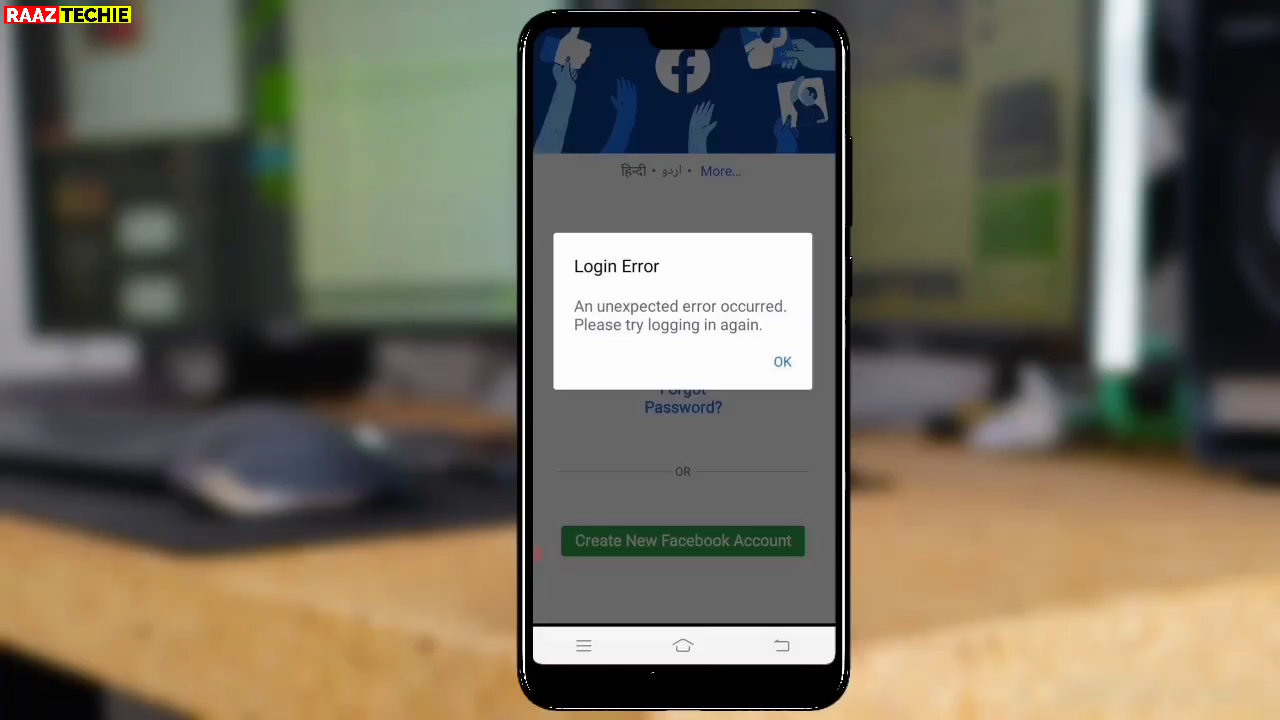 RAAZ TECHIE
हिन्दी • اردو • More...
Login Error
An unexpected error occurred.
Please try logging in again.
OK
Forgot
Password?
OR
Create New Facebook Account